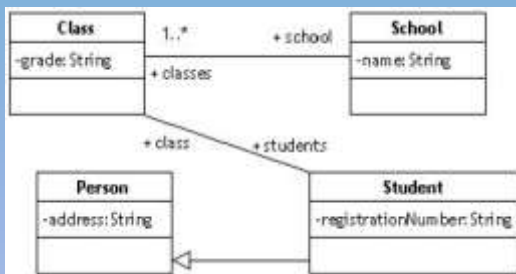 Class
-grade: String
1..*
+ school
+ classes
School
-name: String
+ class
+ students
Person
-address: String
Student
-registrationNumber: String